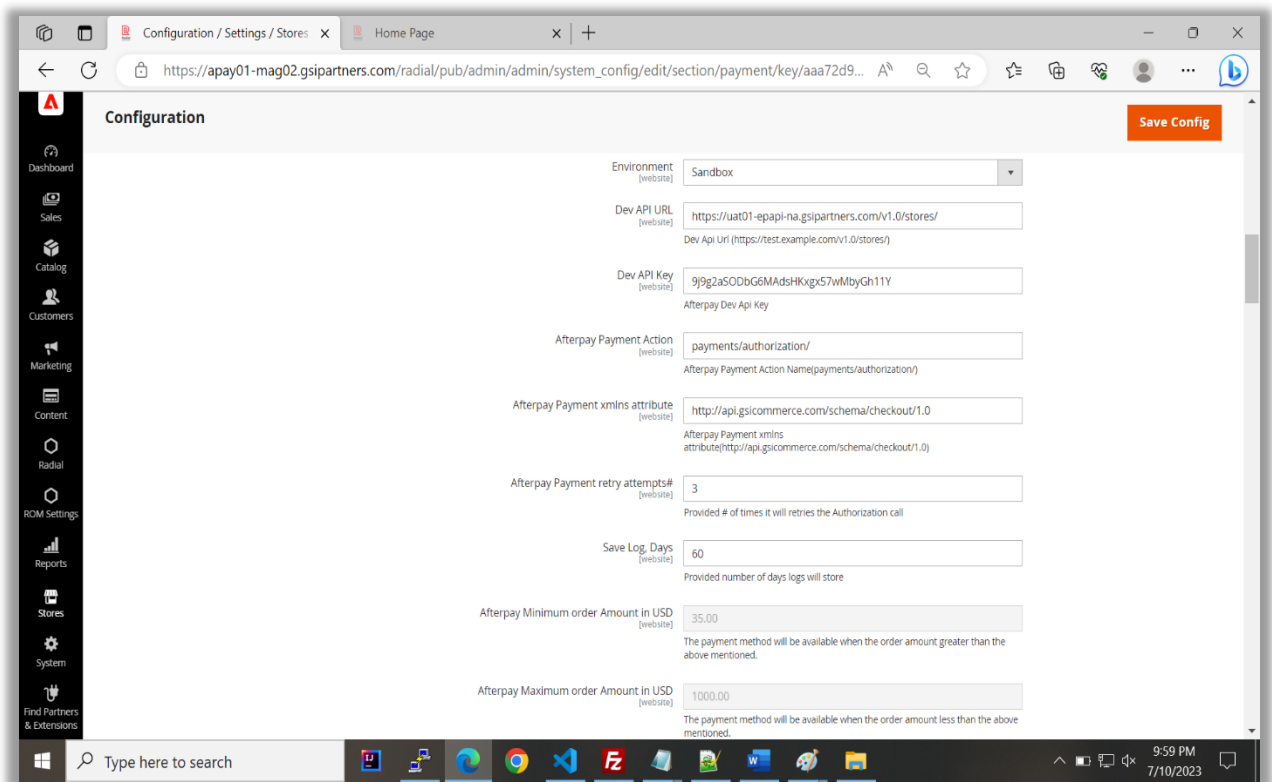 Configuration / Settings / Stores
Home Page
https://apay01-mag02.gsipartners.com/radial/pub/admin/admin/system_config/edit/section/payment/key/aaa72d9...
Configuration
Save Config
Dashboard
Sales
Catalog
Customers
Marketing
Content
Radial
ROM Settings
Reports
Stores
System
Find Partners
& Extensions
Environment
[website]
Sandbox
Dev API URL
[website]
https://uat01-epapi-na.gsipartners.com/v1.0/stores/
Dev Api Url (https://test.example.com/v1.0/stores/)
Dev API Key
[website]
9j9g2aSODbG6MAdsHKxgx57wMbyGh11Y
Afterpay Dev Api Key
Afterpay Payment Action
[website]
payments/authorization/
Afterpay Payment Action Name(payments/authorization/)
Afterpay Payment xmlns attribute
[website]
http://api.gsicommerce.com/schema/checkout/1.0
Afterpay Payment xmlns
attribute(http://api.gsicommerce.com/schema/checkout/1.0)
Afterpay Payment retry attempts#
[website]
3
Provided # of times it will retries the Authorization call
Save Log, Days
[website]
60
Provided number of days logs will store
Afterpay Minimum order Amount in USD
[website]
35.00
The payment method will be available when the order amount greater than the
above mentioned.
Afterpay Maximum order Amount in USD
[website]
1000.00
The payment method will be available when the order amount less than the above
mentioned.
Type here to search
9:59 PM
7/10/2023